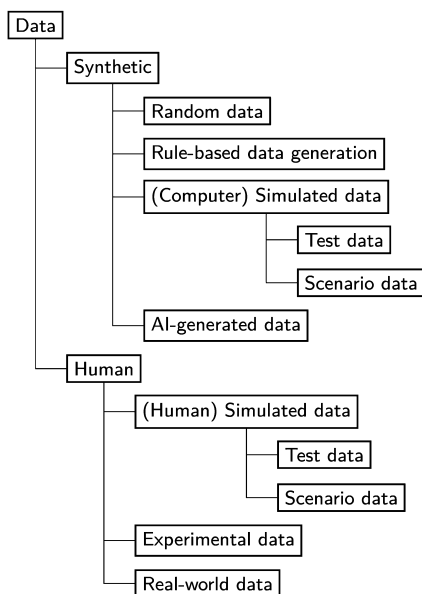 Data
Synthetic
Random data
Rule-based data generation
(Computer) Simulated data
Test data
Scenario data
AI-generated data
Human
(Human) Simulated data
Test data
Scenario data
Experimental data
Real-world data